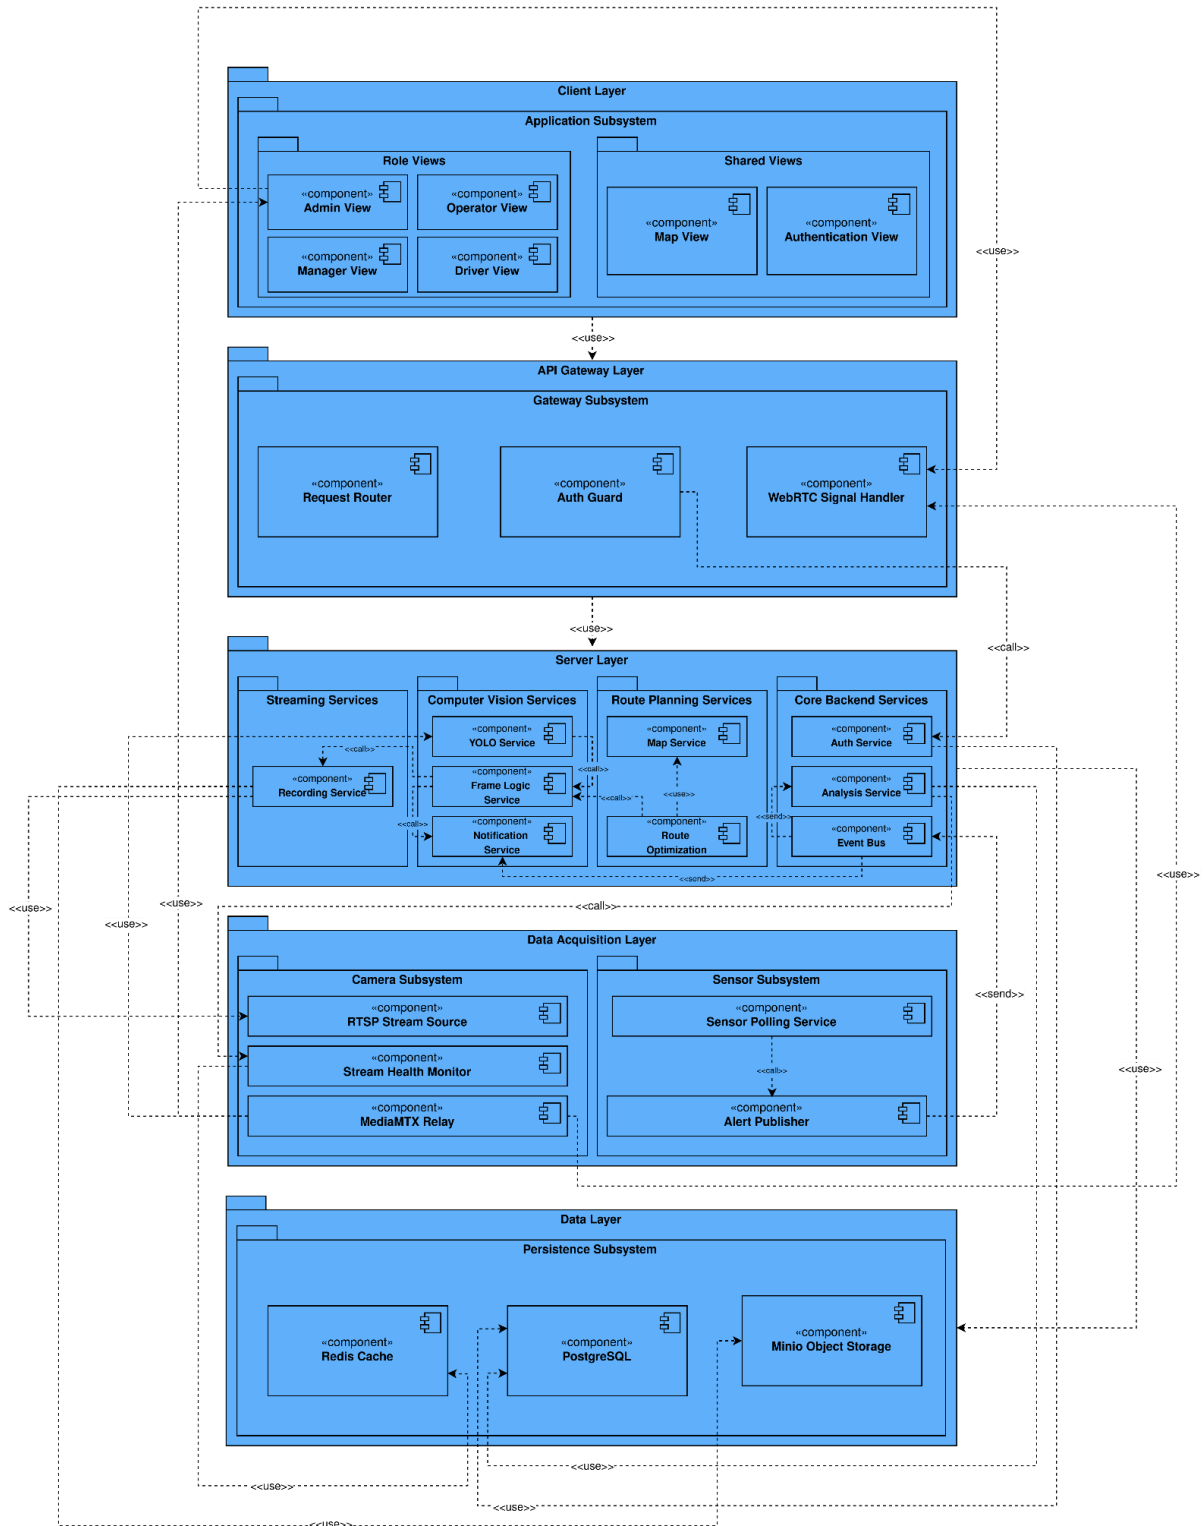 Client Layer
Application Subsystem
Role Views
Shared Views
«component»
Admin View
«component»
Operator View
«component»
Manager View
«component»
Driver View
«component»
Map View
«component»
Authentication View
<<use>>
<<use>>
API Gateway Layer
Gateway Subsystem
«component»
Request Router
«component»
Auth Guard
«component»
WebRTC Signal Handler
<<use>>
<<call>>
Server Layer
Streaming Services
Computer Vision Services
Route Planning Services
Core Backend Services
«component»
YOLO Service
«component»
Map Service
«component»
Auth Service
<<call>>
<<call>>
«component»
Recording Service
«component»
Frame Logic
Service
<<call>>
<<use>>
«component»
Analysis Service
<<call>>
«component»
Notification
Service
«component»
Route
Optimization
<<send>>
«component»
Event Bus
<<send>>
<<use>>
<<use>>
<<use>>
<<use>>
<<call>>
Data Acquisition Layer
Camera Subsystem
Sensor Subsystem
«component»
RTSP Stream Source
«component»
Sensor Polling Service
<<send>>
«component»
Stream Health Monitor
<<call>>
<<use>>
«component»
MediaMTX Relay
«component»
Alert Publisher
Data Layer
Persistence Subsystem
«component»
Redis Cache
«component»
PostgreSQL
«component»
Minio Object Storage
<<use>>
<<use>>
<<use>>
<<use>>